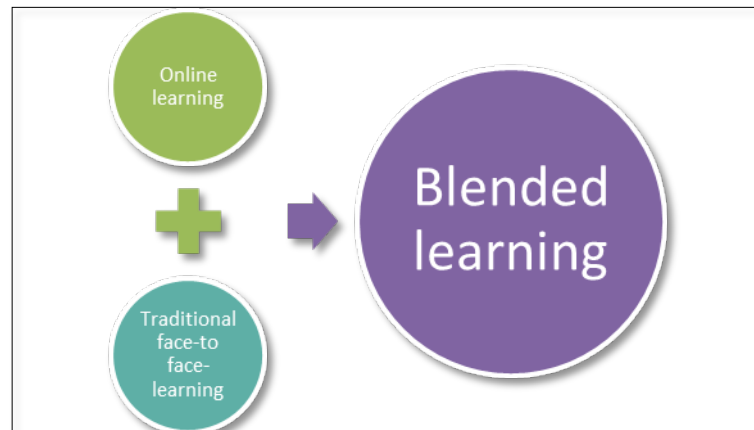 Online
learning
Traditional
face-to
face-
learning
Blended
learning